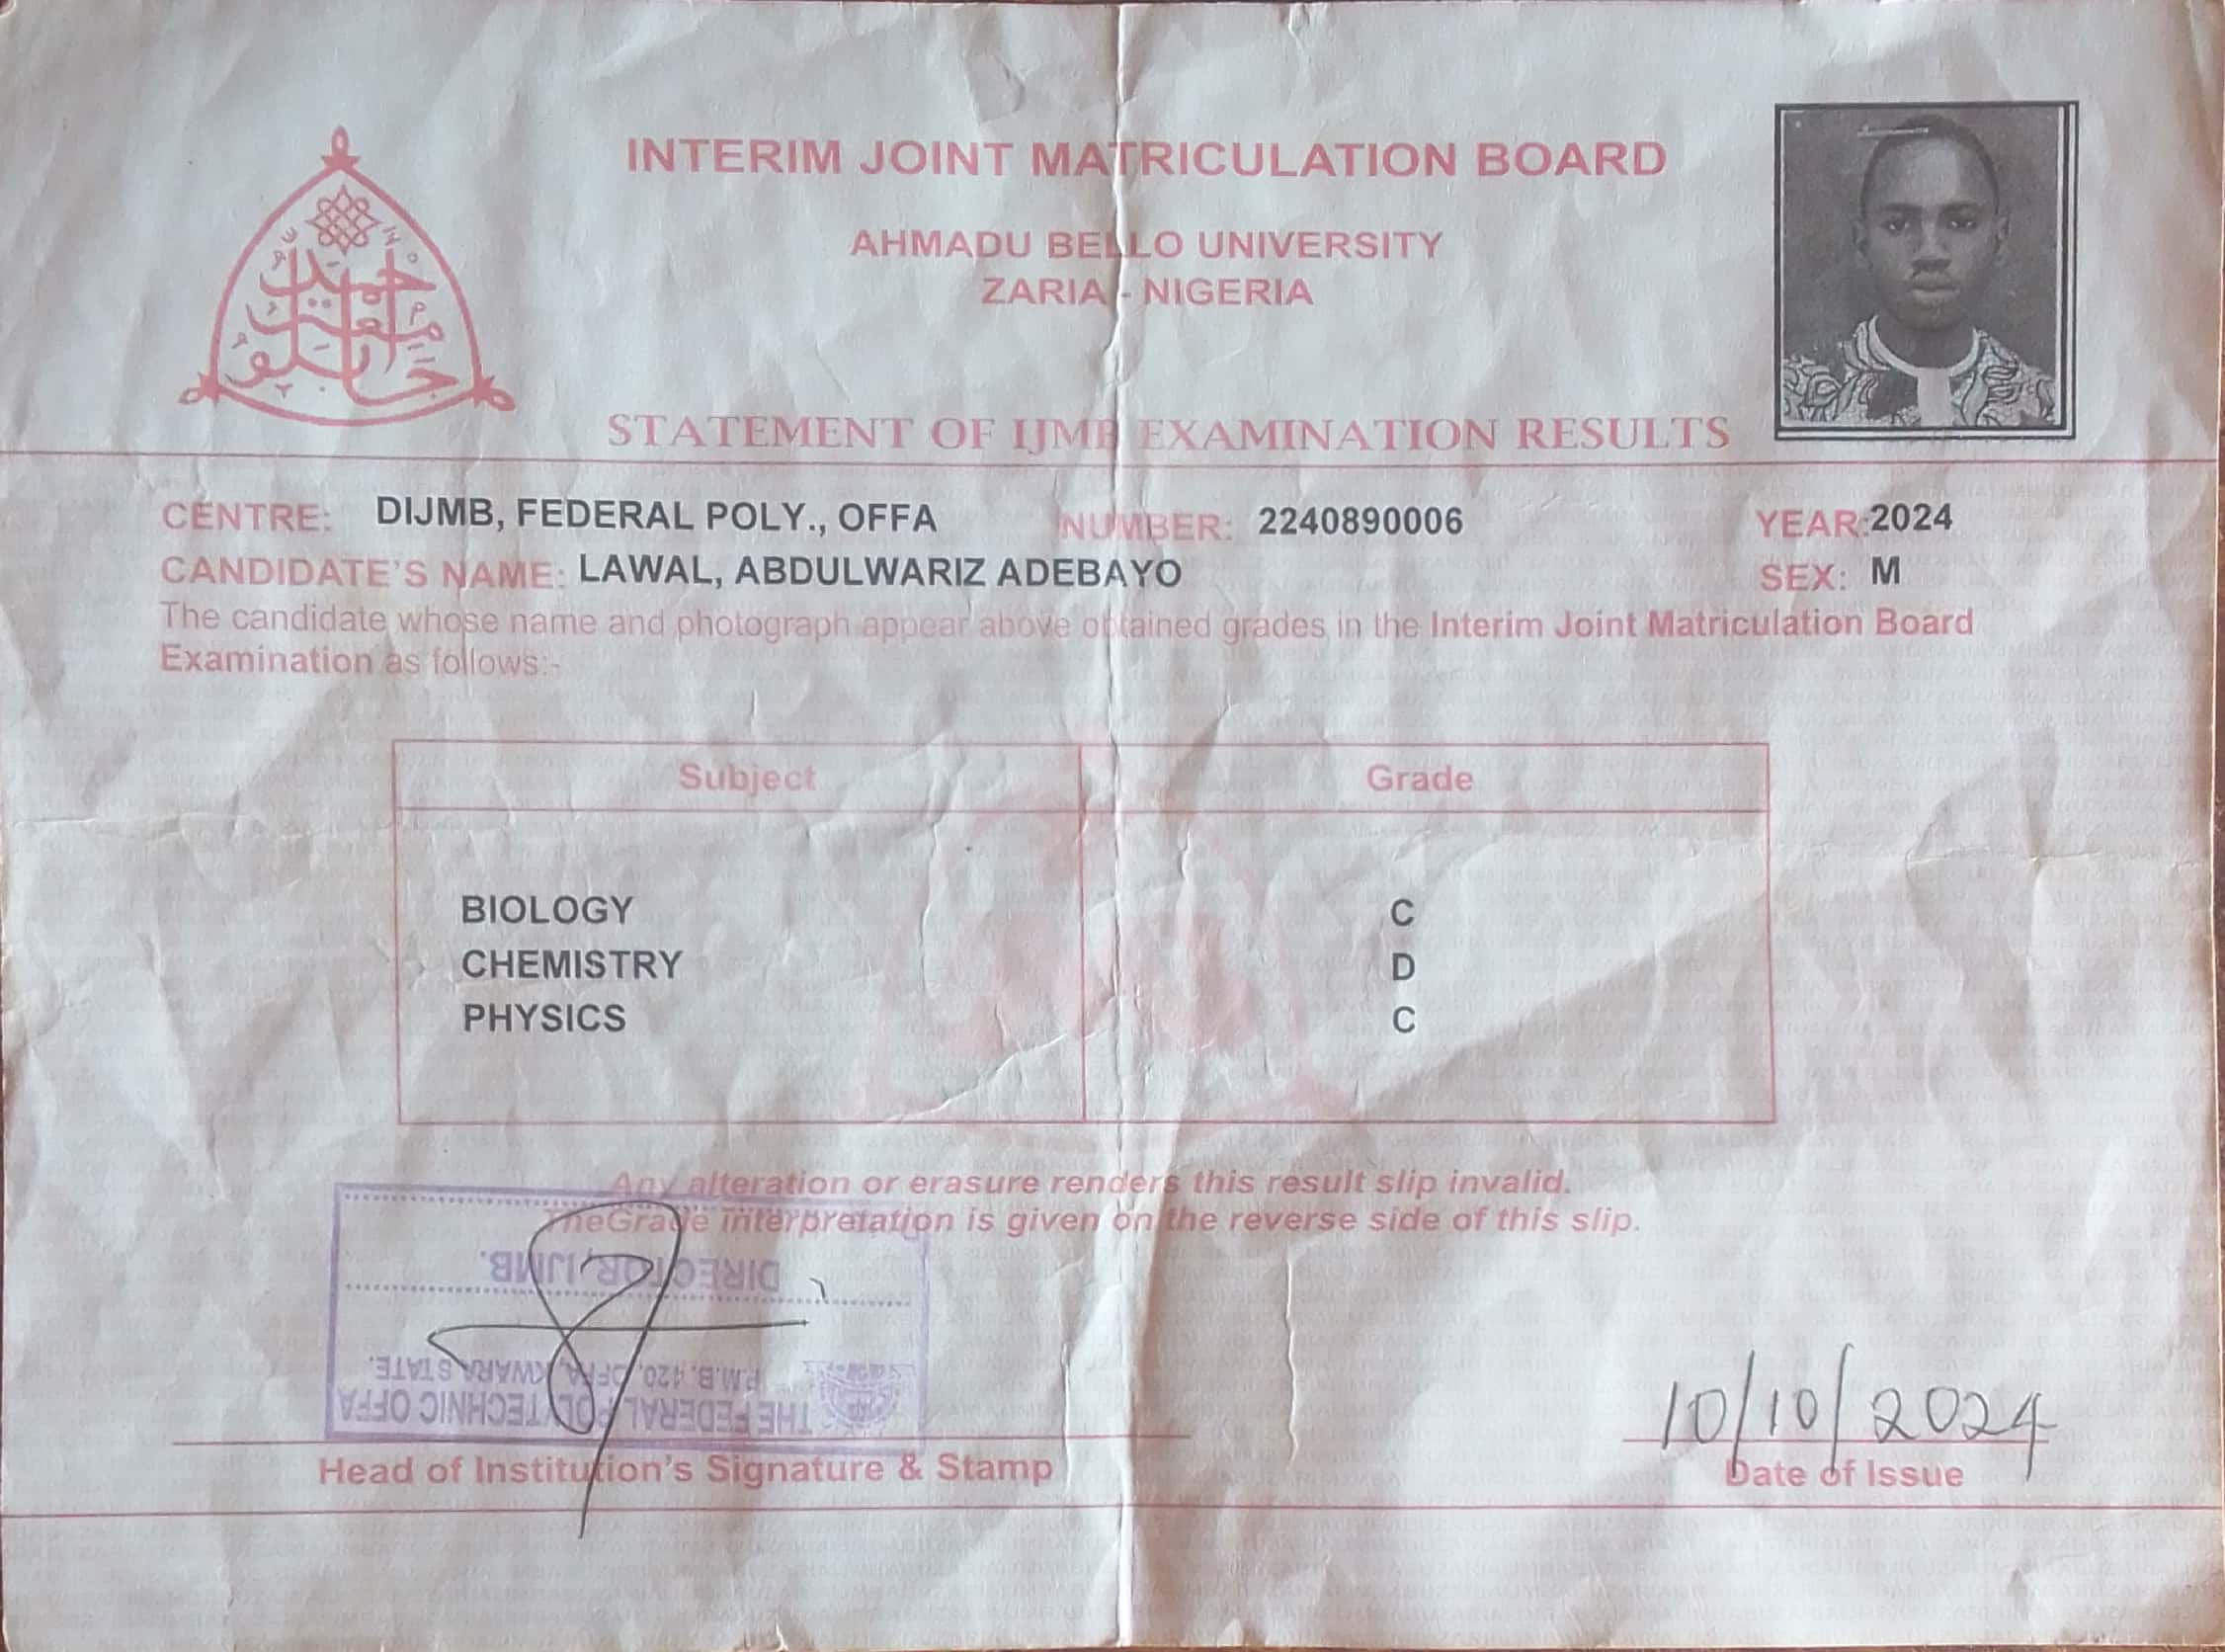 INTERIM JOINT MATRICULATION BOARD
AHMADU BELLO UNIVERSITY
ZARIA - NIGERIA
STATEMENT OF IJMB EXAMINATION RESULTS
CENTRE: DIJMB, FEDERAL POLY., OFFA NUMBER: 2240890006 YEAR:2024
CANDIDATE'S NAME: LAWAL, ABDULWARIZ ADEBAYO SEX: M
The candidate whose name and photograph appear above obtained grades in the Interim Joint Matriculation Board
Examination as follows:-
Subject Grade
BIOLOGY C
CHEMISTRY D
PHYSICS C
Any alteration or erasure renders this result slip invalid.
TheGrade interpretation is given on the reverse side of this slip.
THE FEDERAL POLYTECHNIC OFFA
P.M.B. 420, OFFA, KWARA STATE.
DIRECTOR, IJMB.
10/10/2024
Head of Institution's Signature & Stamp Date of Issue